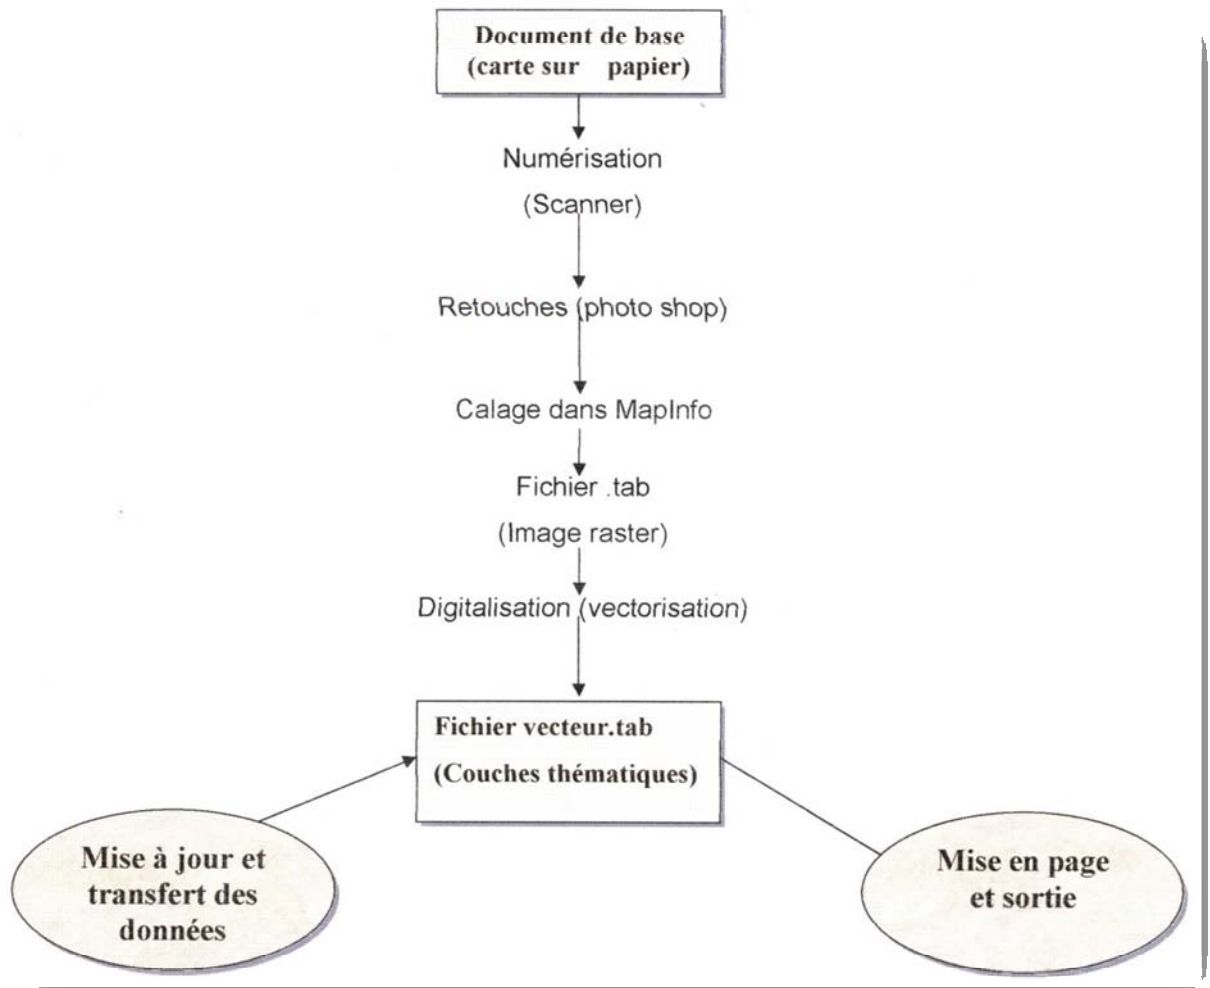 Document de base
(carte sur papier)
Numérisation
(Scanner)
Retouches (photo shop)
Calage dans MapInfo
Fichier .tab
(Image raster)
Digitalisation (vectorisation)
Fichier vecteur.tab
(Couches thématiques)
Mise à jour et
transfert des
données
Mise en page
et sortie